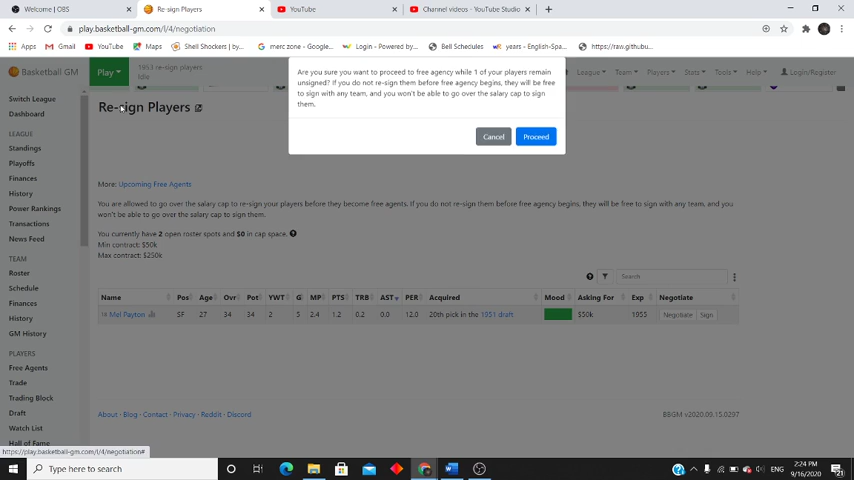 Welcome | OBS
Re-sign Players
YouTube
Channel videos - YouTube Studio
play.basketball-gm.com/l/4/negotiation
Apps
Gmail
YouTube
Maps
Shell Shockers | by...
merc zone - Google...
Login - Powered by...
Bell Schedules
years - English-Spa...
https://raw.githubu...
Basketball GM
Play
1953 re-sign players
Idle
League
Team
Players
Stats
Tools
Help
Login/Register
Are you sure you want to proceed to free agency while 1 of your players remain
unsigned? If you do not re-sign them before free agency begins, they will be free
to sign with any team, and you won't be able to go over the salary cap to sign
them.
Cancel
Proceed
Switch League
Dashboard
LEAGUE
Standings
Playoffs
Finances
History
Power Rankings
Transactions
News Feed
TEAM
Roster
Schedule
Finances
History
GM History
PLAYERS
Free Agents
Trade
Trading Block
Draft
Watch List
Hall of Fame
Re-sign Players
More: Upcoming Free Agents
You are allowed to go over the salary cap to re-sign your players before they become free agents. If you do not re-sign them before free agency begins, they will be free to sign with any team, and you
won't be able to go over the salary cap to sign them.
You currently have 2 open roster spots and $0 in cap space.
Min contract: $50k
Max contract: $250k
Search
Name Pos Age Ovr Pot YWT G MP PTS TRB AST PER Acquired Mood Asking For Exp Negotiate
Mel Payton SF 27 34 34 2 5 2.4 1.2 0.2 0.0 12.0 20th pick in the 1951 draft $50k 1955 Negotiate Sign
About · Blog · Contact · Privacy · Reddit · Discord
BBGM v2020.09.15.0297
https://play.basketball-gm.com/l/4/negotiation#
Type here to search
ENG
2:24 PM
9/16/2020
21